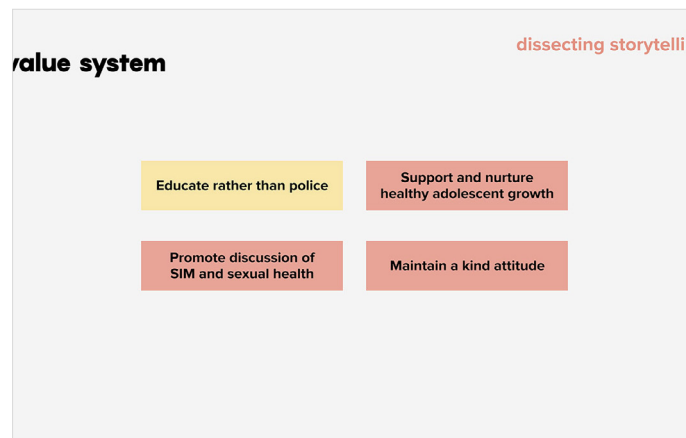 dissecting storytelli
value system
Educate rather than police
Support and nurture
healthy adolescent growth
Promote discussion of
SIM and sexual health
Maintain a kind attitude